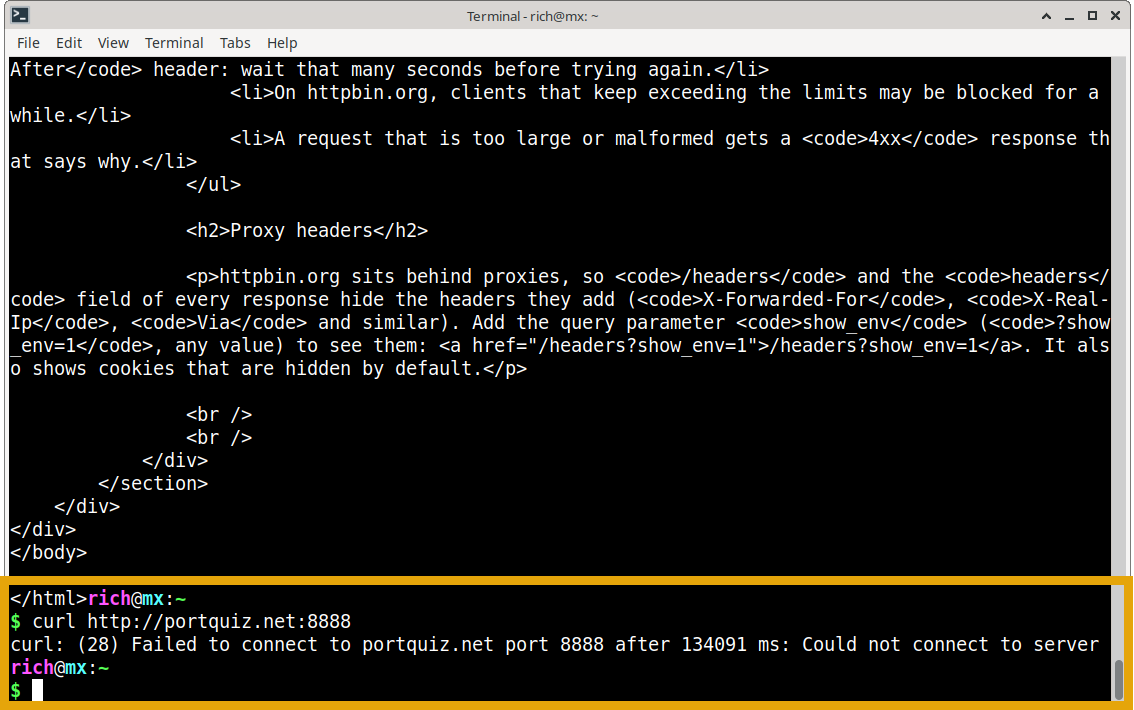 Terminal - rich@mx: ~
File Edit View Terminal Tabs Help
After</code> header: wait that many seconds before trying again.</li>
<li>On httpbin.org, clients that keep exceeding the limits may be blocked for a
while.</li>
<li>A request that is too large or malformed gets a <code>4xx</code> response th
at says why.</li>
</ul>
<h2>Proxy headers</h2>
<p>httpbin.org sits behind proxies, so <code>/headers</code> and the <code>headers</
code> field of every response hide the headers they add (<code>X-Forwarded-For</code>, <code>X-Real-
Ip</code>, <code>Via</code> and similar). Add the query parameter <code>show_env</code> (<code>?show
_env=1</code>, any value) to see them: <a href="/headers?show_env=1">/headers?show_env=1</a>. It als
o shows cookies that are hidden by default.</p>
<br />
<br />
</div>
</section>
</div>
</div>
</body>
</html>rich@mx:~
$ curl http://portquiz.net:8888
curl: (28) Failed to connect to portquiz.net port 8888 after 134091 ms: Could not connect to server
rich@mx:~
$